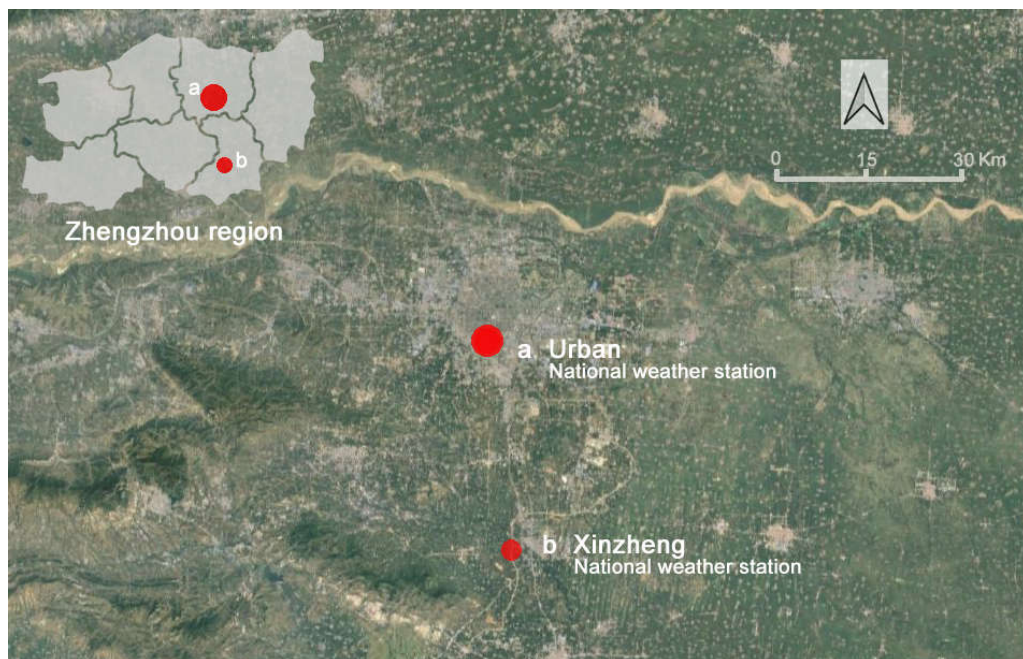 a
b
Zhengzhou region
0 15 30 Km
a Urban
National weather station
b Xinzheng
National weather station